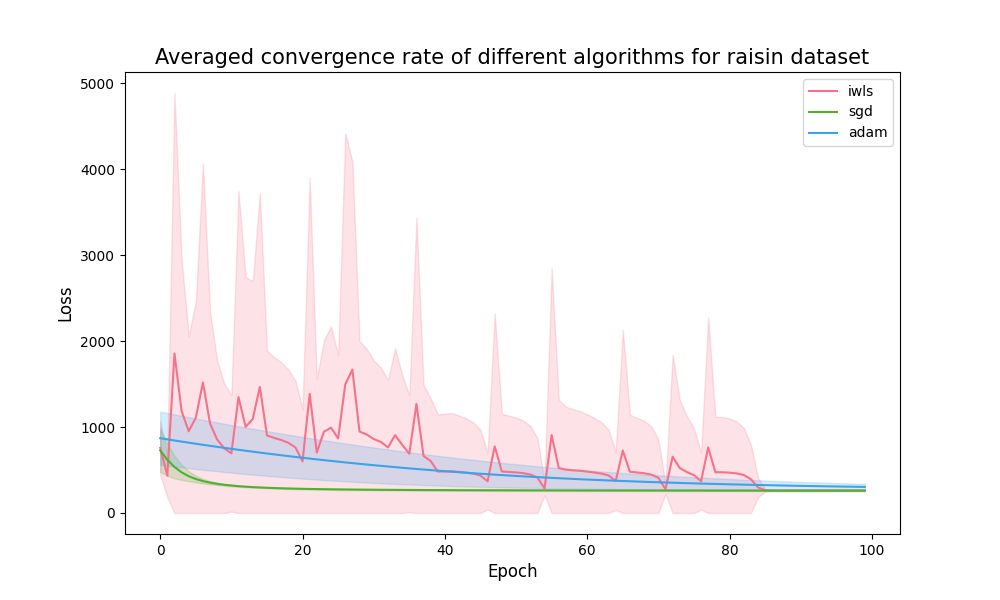 Averaged convergence rate of different algorithms for raisin dataset
iwls
sgd
adam
Loss
5000
4000
3000
2000
1000
0
0 20 40 60 80 100
Epoch